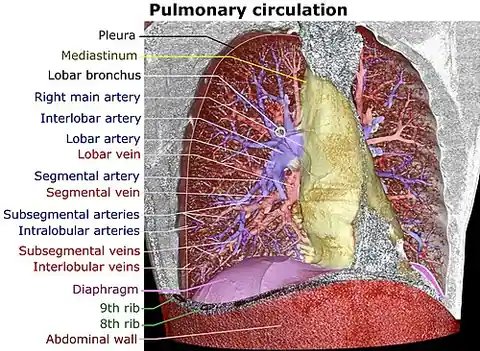 Pulmonary circulation
Pleura
Mediastinum
Lobar bronchus
Right main artery
Interlobar artery
Lobar artery
Lobar vein
Segmental artery
Segmental vein
Subsegmental arteries
Intralobular arteries
Subsegmental veins
Interlobular veins
Diaphragm
9th rib
8th rib
Abdominal wall